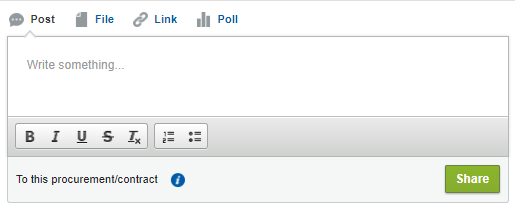 Post File Link Poll
Write something...
B I U S Tx
To this procurement/contract i Share